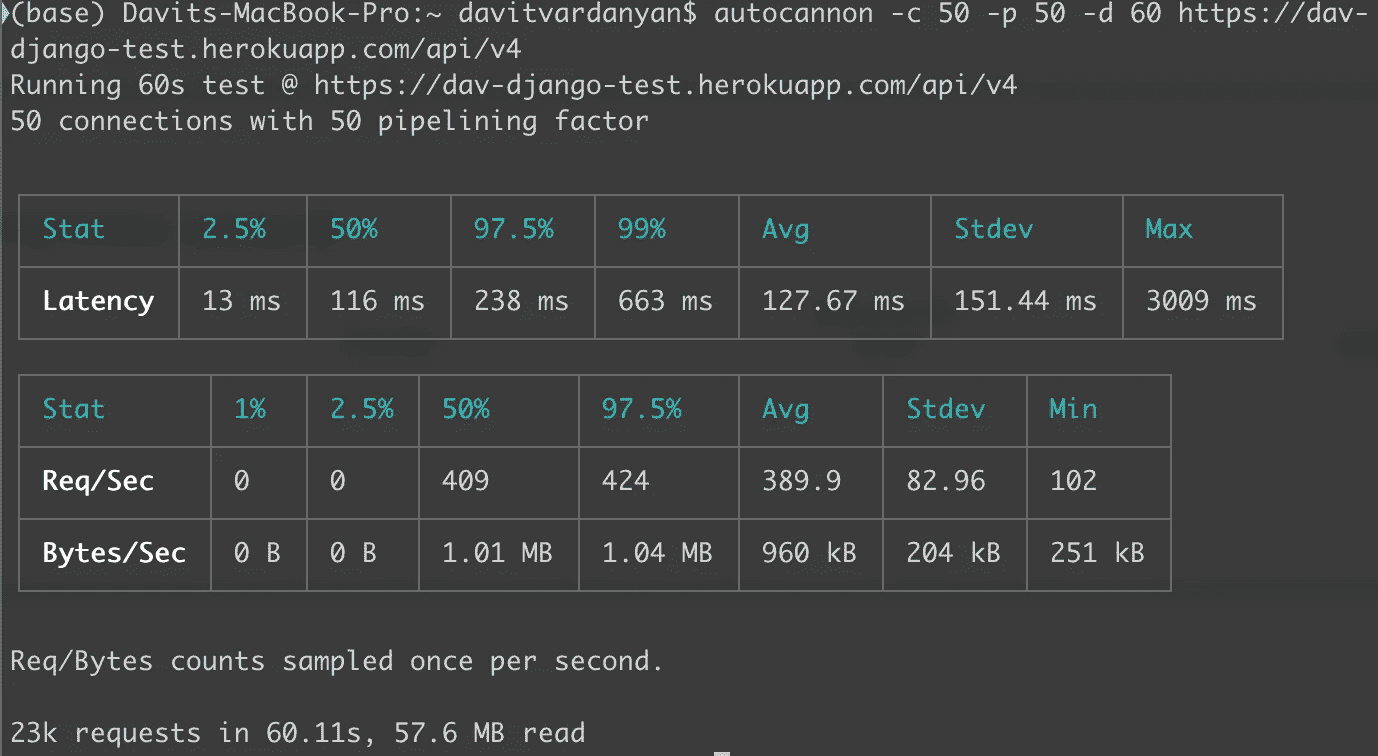 (base) Davits-MacBook-Pro:~ davitvardanyan$ autocannon -c 50 -p 50 -d 60 https://dav-
django-test.herokuapp.com/api/v4
Running 60s test @ https://dav-django-test.herokuapp.com/api/v4
50 connections with 50 pipelining factor
Stat 2.5% 50% 97.5% 99% Avg Stdev Max
Latency 13 ms 116 ms 238 ms 663 ms 127.67 ms 151.44 ms 3009 ms
Stat 1% 2.5% 50% 97.5% Avg Stdev Min
Req/Sec 0 0 409 424 389.9 82.96 102
Bytes/Sec 0 B 0 B 1.01 MB 1.04 MB 960 kB 204 kB 251 kB
Req/Bytes counts sampled once per second.
23k requests in 60.11s, 57.6 MB read